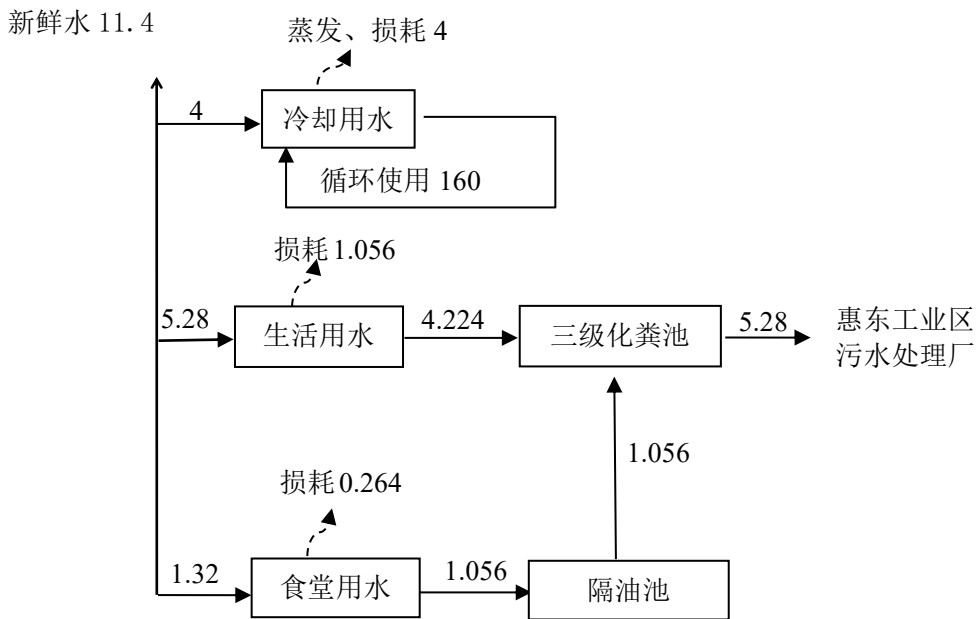 新鲜水 11.4
蒸发、损耗 4
4
冷却用水
循环使用 160
损耗 1.056
5.28
生活用水
4.224
三级化粪池
5.28
惠东工业区
污水处理厂
1.056
损耗 0.264
1.32
食堂用水
1.056
隔油池